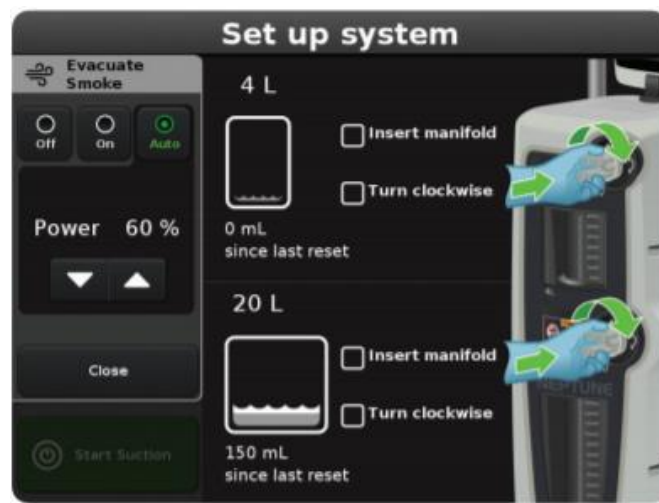 Set up system
Evacuate
Smoke
Off
On
Auto
Power 60 %
Close
Start Suction
4 L
Insert manifold
Turn clockwise
0 mL
since last reset
20 L
Insert manifold
Turn clockwise
150 mL
since last reset
NEPTUNE